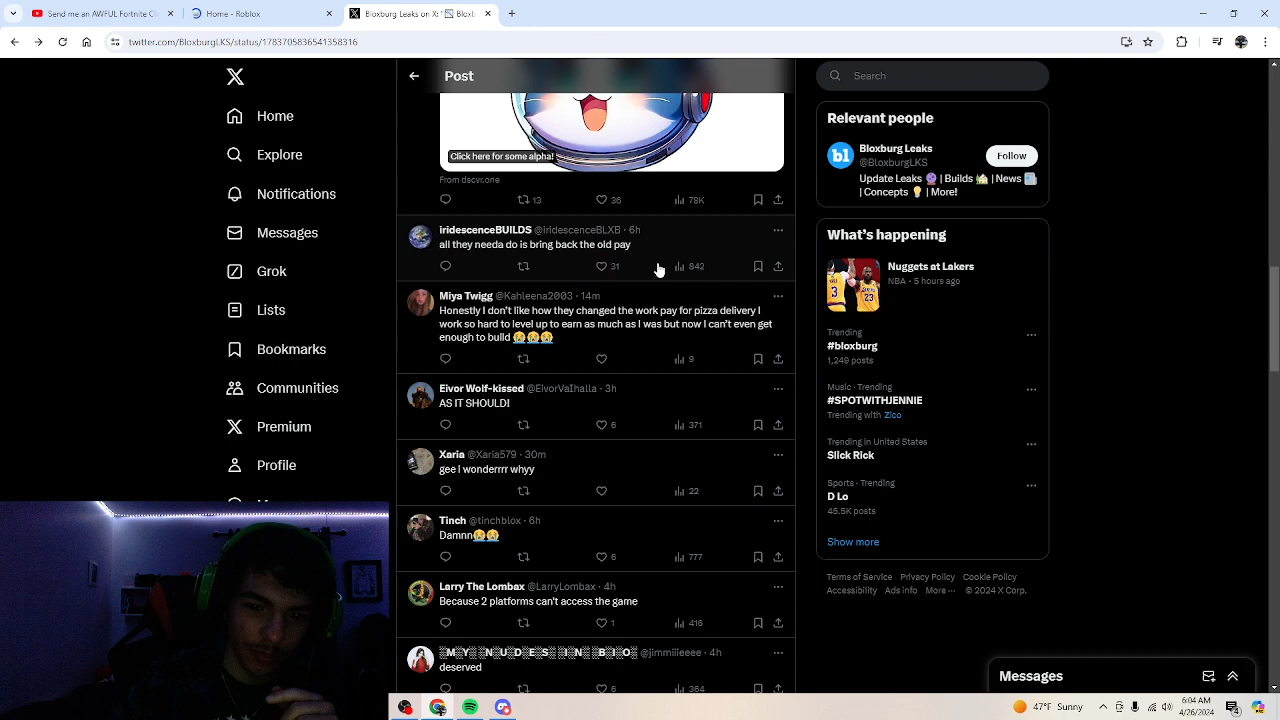 Send me an AWFUL Fortnite Cl
Home - Roblox
Bloxburg Leaks on X: "
Bloxl
twitter.com/BloxburgLKS/status/1783705836541358316
Home
Explore
Notifications
Messages
Grok
Lists
Bookmarks
Communities
Premium
Profile
Post
Click here for some alpha!
From dscvr.one
13 36 78K
iridescenceBUILDS @IridescenceBLXB · 6h
all they needa do is bring back the old pay
31 842
Miya Twigg @Kahleena2003 · 14m
Honestly I don't like how they changed the work pay for pizza delivery I
work so hard to level up to earn as much as I was but now I can't even get
enough to build 😭😭😭
9
Eivor Wolf-kissed @EivorVaIhalla · 3h
AS IT SHOULD!
6 371
Xaria @Xaria579 · 30m
gee I wonderrrr whyy
22
Tinch @tinchblox · 6h
Damnn😭😭
6 777
Larry The Lombax @LarryLombax · 4h
Because 2 platforms can't access the game
1 416
░M░Y░░N░U░D░E░S░░I░N░░B░I░O░ @jimmiiieeee · 4h
deserved
6 364
Search
Relevant people
b1
Bloxburg Leaks
@BloxburgLKS
Follow
Update Leaks 🔮 | Builds 🏡 | News 🗞️
| Concepts 💡 | More!
What's happening
Nuggets at Lakers
NBA · 5 hours ago
Trending
#bloxburg
1,249 posts
Music · Trending
#SPOTWITHJENNIE
Trending with Zico
Trending in United States
Slick Rick
Sports · Trending
D Lo
45.5K posts
Show more
Terms of Service Privacy Policy Cookie Policy
Accessibility Ads info More ··· © 2024 X Corp.
Messages
47°F Sunny
6:04 AM
4/26/2024
4